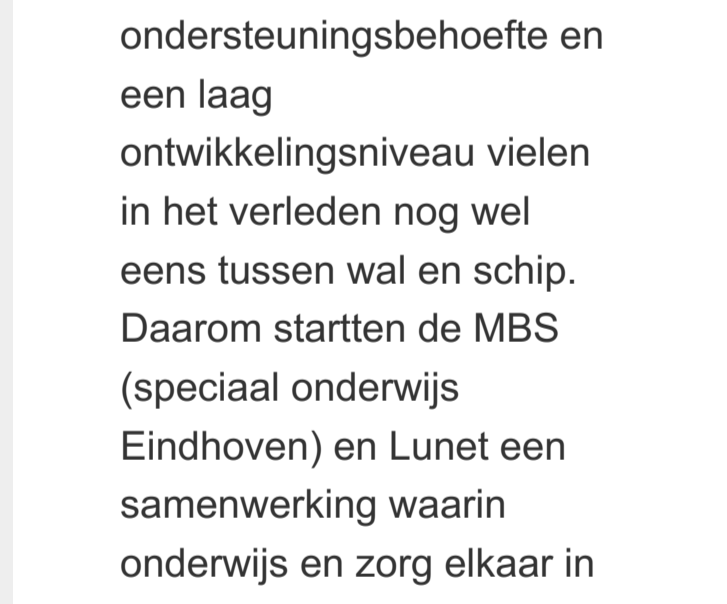 ondersteuningsbehoefte en
een laag
ontwikkelingsniveau vielen
in het verleden nog wel
eens tussen wal en schip.
Daarom startten de MBS
(speciaal onderwijs
Eindhoven) en Lunet een
samenwerking waarin
onderwijs en zorg elkaar in